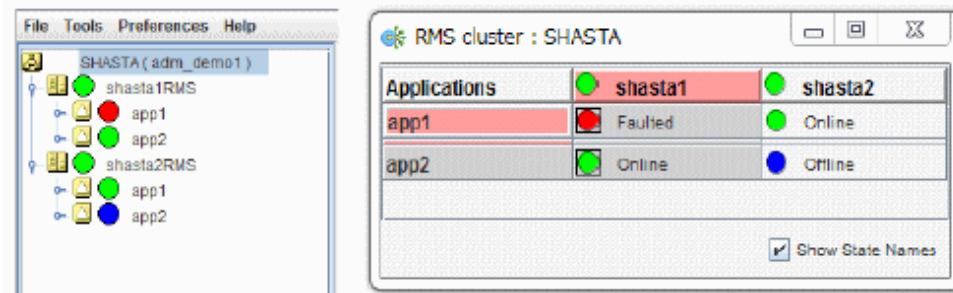 File Tools Preferences Help
SHASTA ( adm_demo1 )
shasta1RMS
app1
app2
shasta2RMS
app1
app2
RMS cluster : SHASTA
Applications shasta1 shasta2
app1 Faulted Online
app2 Online Offline
Show State Names